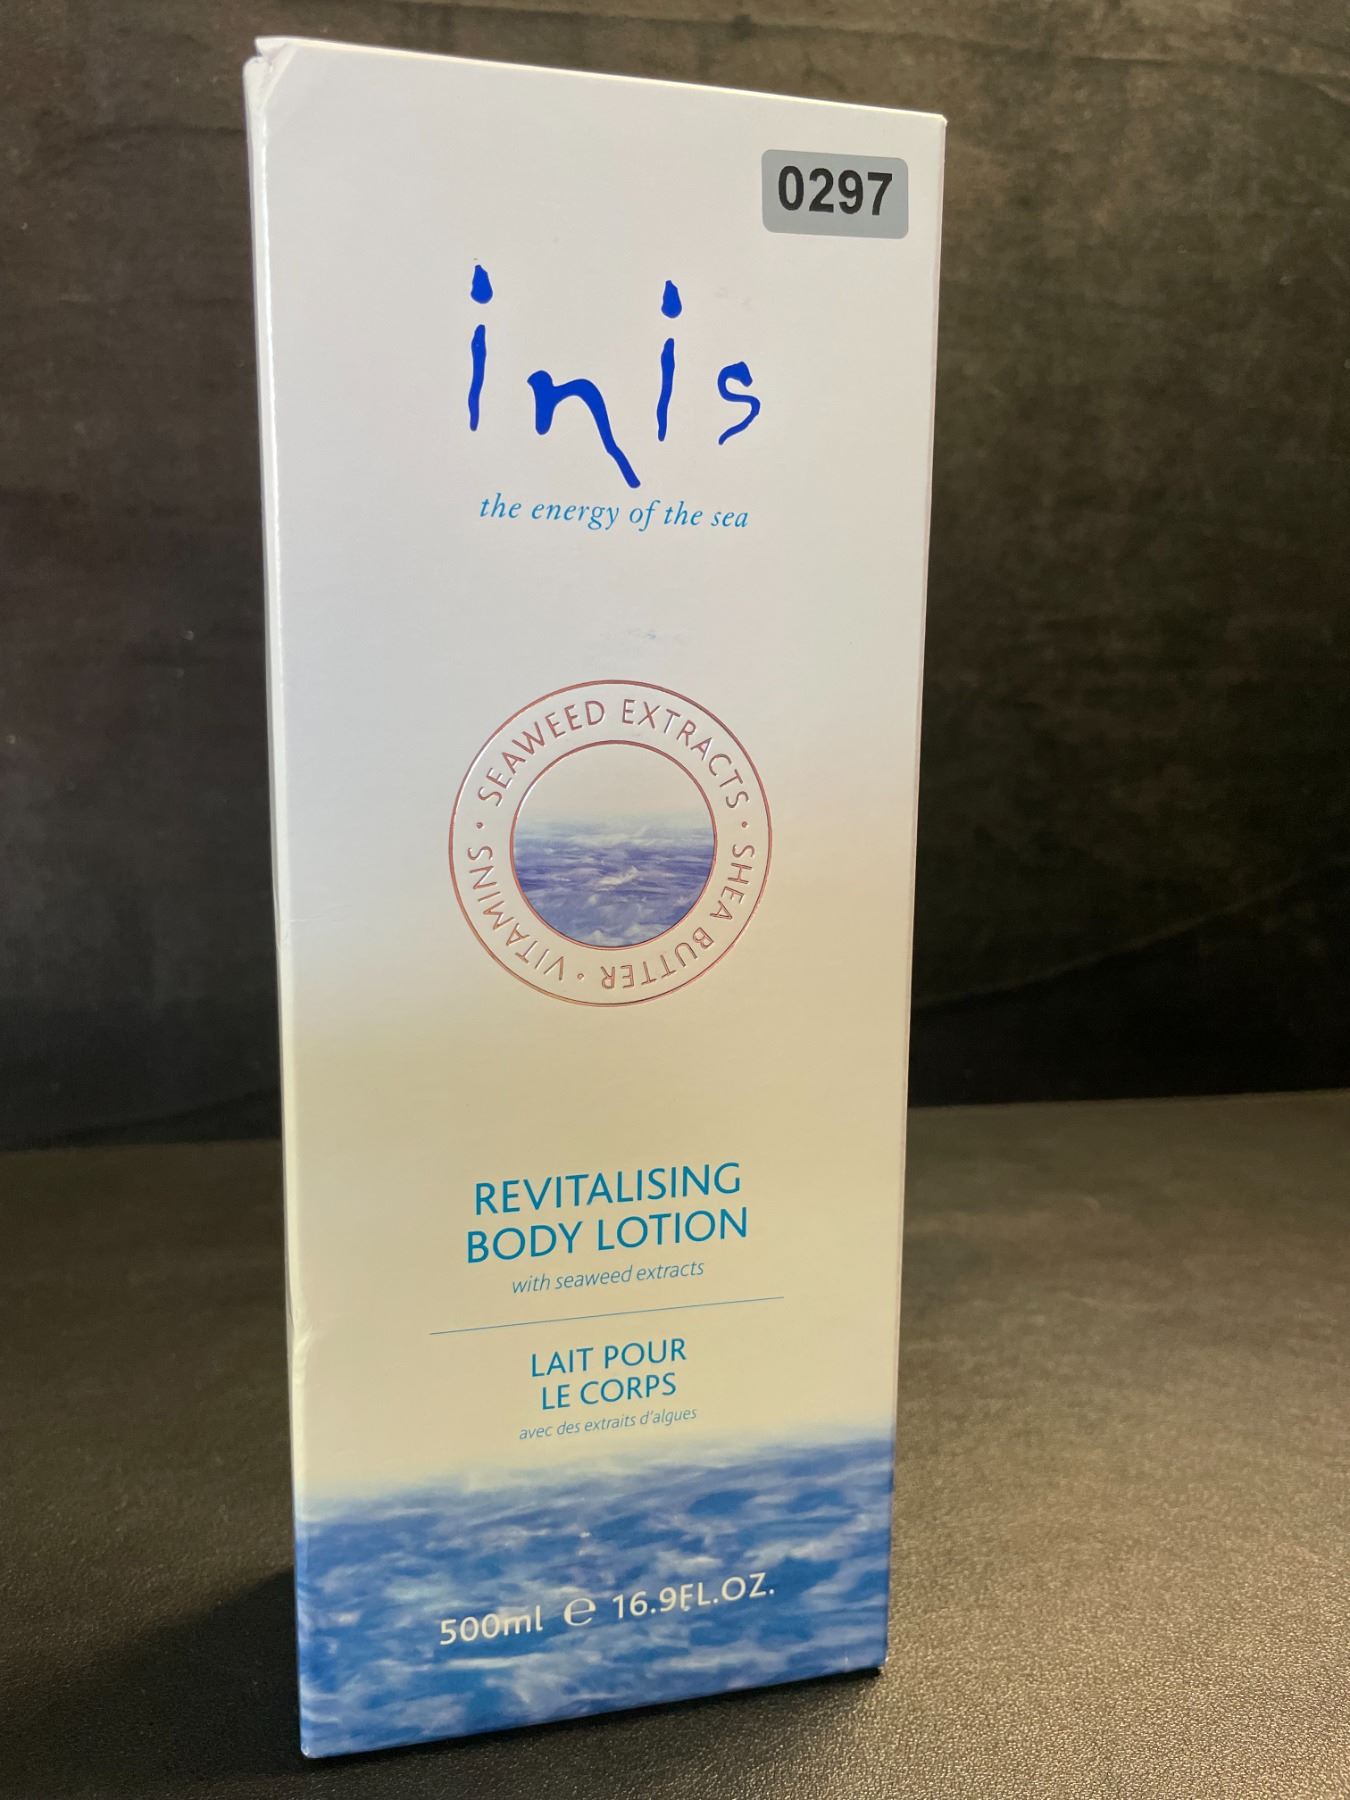 0297
inis
the energy of the sea
SEAWEED EXTRACTS · SHEA BUTTER · VITAMINS ·
REVITALISING
BODY LOTION
with seaweed extracts
LAIT POUR
LE CORPS
avec des extraits d'algues
500ml e 16.9FL.OZ.